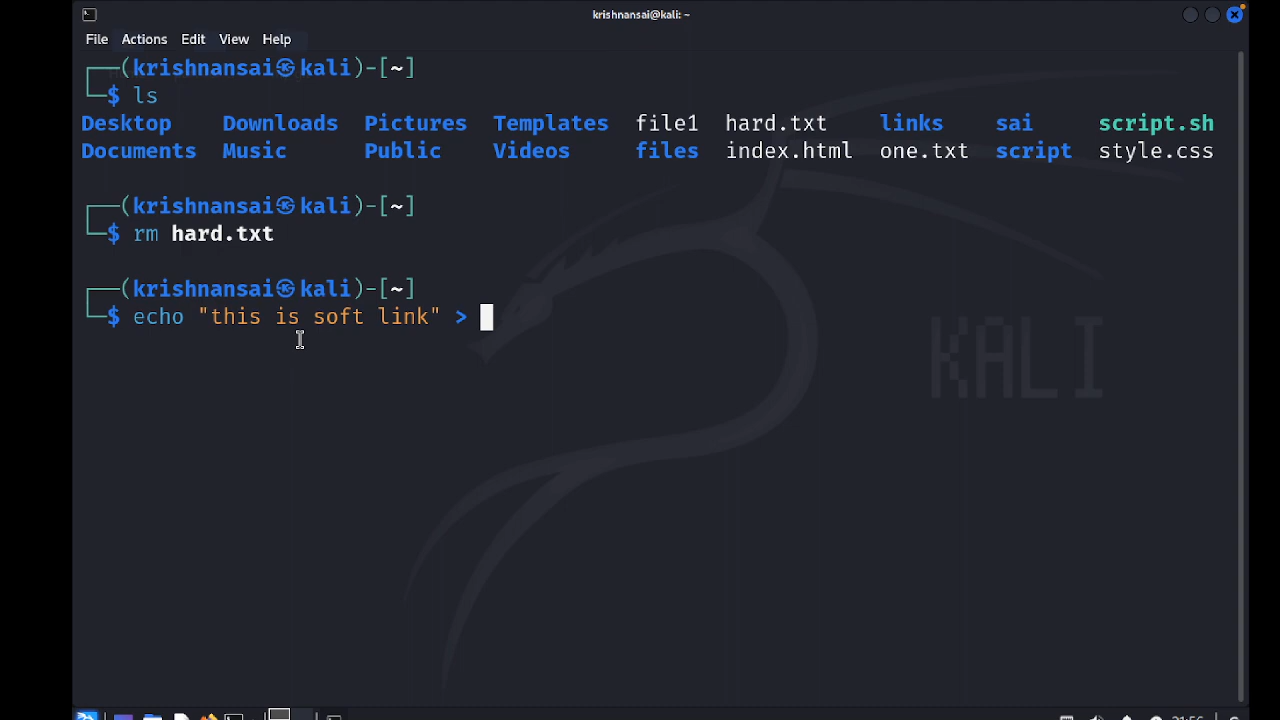 krishnansai@kali: ~
File Actions Edit View Help
┌──(krishnansai㉿kali)-[~]
└─$ ls
Desktop Downloads Pictures Templates file1 hard.txt links sai script.sh
Documents Music Public Videos files index.html one.txt script style.css
┌──(krishnansai㉿kali)-[~]
└─$ rm hard.txt
┌──(krishnansai㉿kali)-[~]
└─$ echo "this is soft link" >
KALI